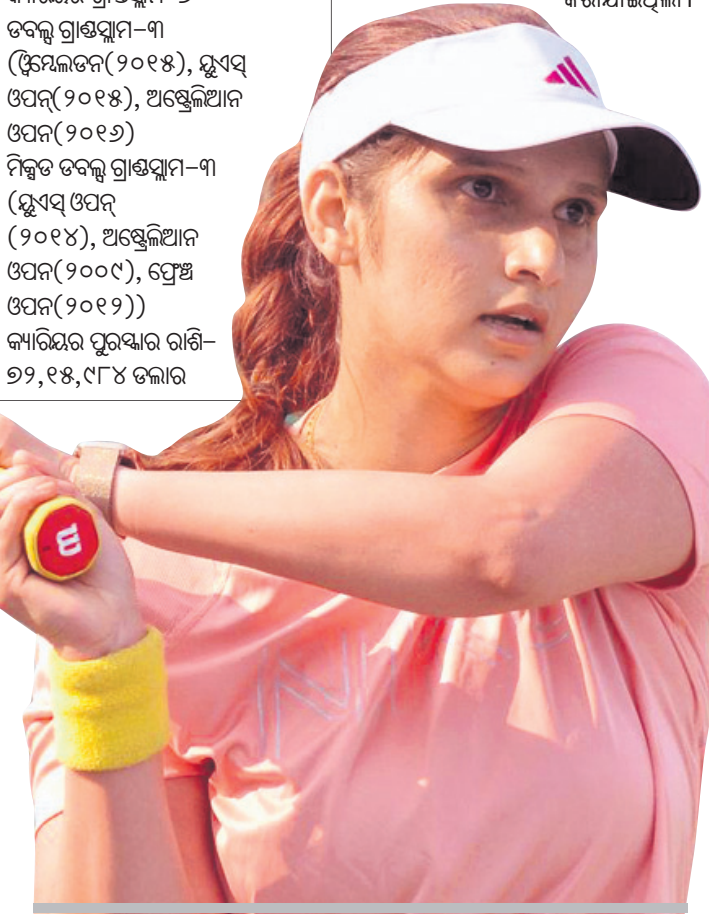 ଡବଲ୍ସ ଗ୍ରାଣ୍ଡସ୍ଲାମ-୩
(ୱିମ୍ବେଲଡନ(୨୦୧୫), ୟୁଏସ୍
ଓପନ୍(୨୦୧୫), ଅଷ୍ଟ୍ରେଲିଆନ
ଓପନ(୨୦୧୬)
ମିକ୍ସଡ ଡବଲ୍ସ ଗ୍ରାଣ୍ଡସ୍ଲାମ-୩
(ୟୁଏସ୍ ଓପନ୍
(୨୦୧୪), ଅଷ୍ଟ୍ରେଲିଆନ
ଓପନ(୨୦୦୯), ଫ୍ରେଞ୍ଚ
ଓପନ(୨୦୧୨))
କ୍ୟାରିୟର ପୁରସ୍କାର ରାଶି-
୭୨,୧୫,୯୮୪ ଡଲାର
W